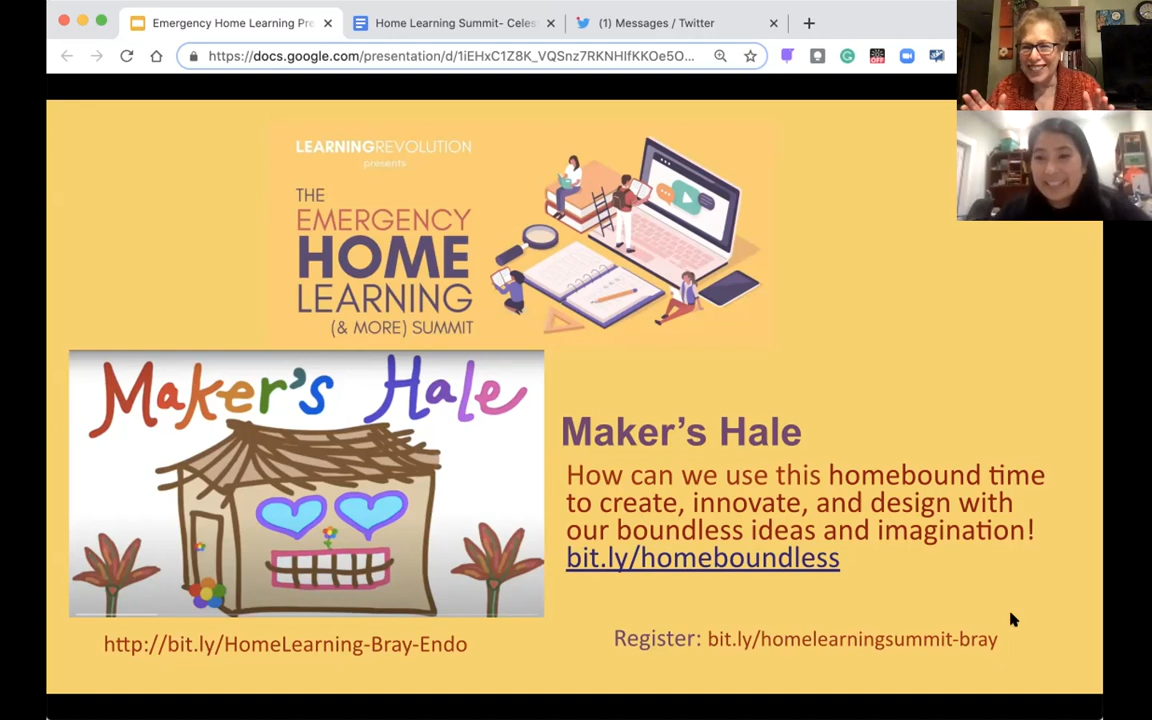 Emergency Home Learning Pre
Home Learning Summit- Celes
(1) Messages / Twitter
https://docs.google.com/presentation/d/1iEHxC1Z8K_VQSnz7RKNHIfKKOe5O...
OFF
LEARNINGREVOLUTION
presents
THE
EMERGENCY
HOME
LEARNING
(& MORE) SUMMIT
Maker's Hale
Maker's Hale
How can we use this homebound time
to create, innovate, and design with
our boundless ideas and imagination!
bit.ly/homeboundless
http://bit.ly/HomeLearning-Bray-Endo
Register: bit.ly/homelearningsummit-bray